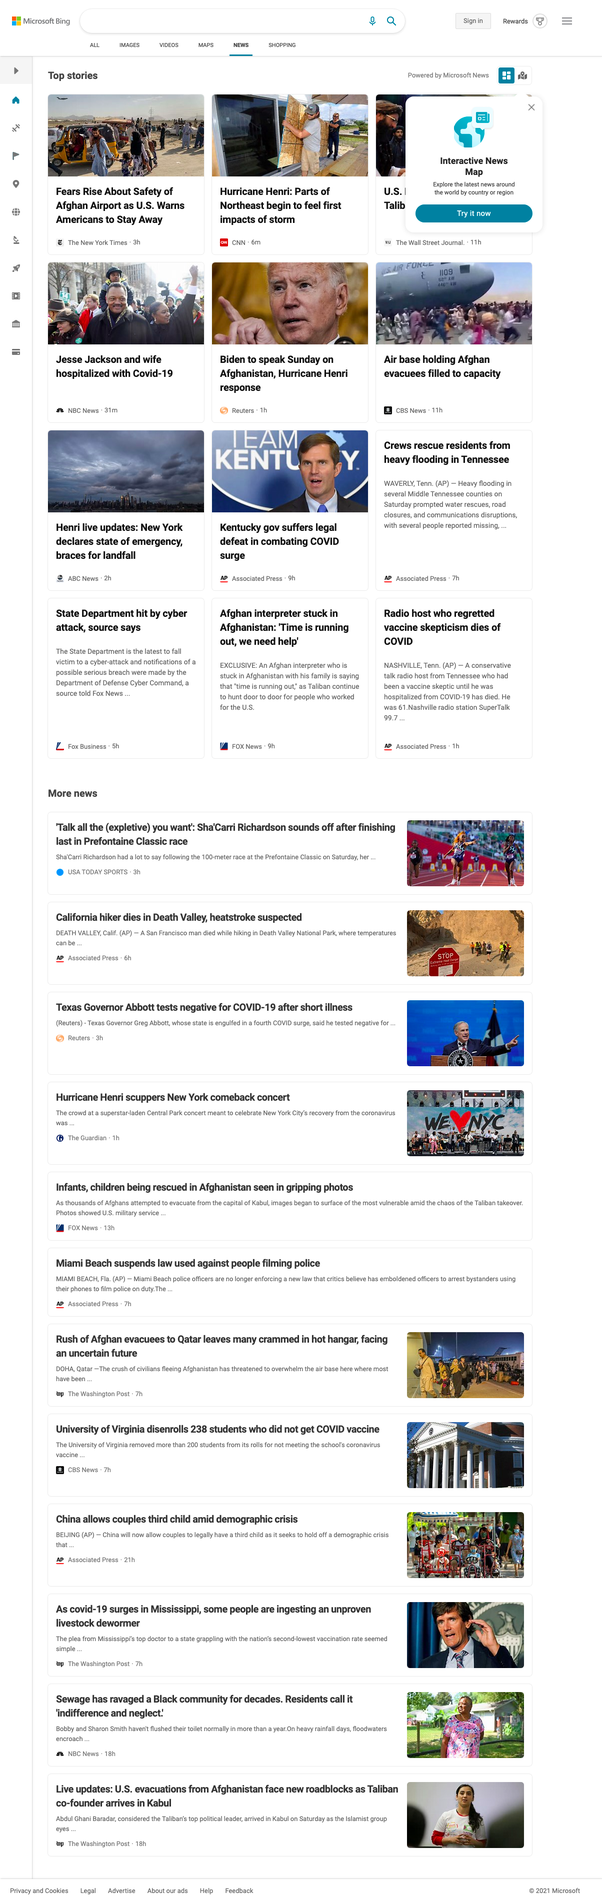 Microsoft Bing
Sign in
Rewards
ALL
IMAGES
VIDEOS
MAPS
NEWS
SHOPPING
Top stories
Powered by Microsoft News
Interactive News
Map
Explore the latest news around
the world by country or region
Try it now
Fears Rise About Safety of
Afghan Airport as U.S. Warns
Americans to Stay Away
The New York Times · 3h
Hurricane Henri: Parts of
Northeast begin to feel first
impacts of storm
CNN · 6m
U.S.
Talib
The Wall Street Journal. · 11h
Jesse Jackson and wife
hospitalized with Covid-19
NBC News · 31m
Biden to speak Sunday on
Afghanistan, Hurricane Henri
response
Reuters · 1h
AIR FORCE
1109
Air base holding Afghan
evacuees filled to capacity
CBS News · 11h
Henri live updates: New York
declares state of emergency,
braces for landfall
ABC News · 2h
TEAM
KENTUCKY
Kentucky gov suffers legal
defeat in combating COVID
surge
AP Associated Press · 9h
Crews rescue residents from
heavy flooding in Tennessee
WAVERLY, Tenn. (AP) — Heavy flooding in
several Middle Tennessee counties on
Saturday prompted water rescues, road
closures, and communications disruptions,
with several people reported missing, ...
AP Associated Press · 7h
State Department hit by cyber
attack, source says
The State Department is the latest to fall
victim to a cyber-attack and notifications of a
possible serious breach were made by the
Department of Defense Cyber Command, a
source told Fox News ...
Fox Business · 5h
Afghan interpreter stuck in
Afghanistan: 'Time is running
out, we need help'
EXCLUSIVE: An Afghan interpreter who is
stuck in Afghanistan with his family is saying
that "time is running out," as Taliban continue
to hunt door to door for people who worked
for the U.S.
FOX News · 9h
Radio host who regretted
vaccine skepticism dies of
COVID
NASHVILLE, Tenn. (AP) — A conservative
talk radio host from Tennessee who had
been a vaccine skeptic until he was
hospitalized from COVID-19 has died. He
was 61.Nashville radio station SuperTalk
99.7 ...
AP Associated Press · 1h
More news
'Talk all the (expletive) you want': Sha'Carri Richardson sounds off after finishing
last in Prefontaine Classic race
Sha'Carri Richardson had a lot to say following the 100-meter race at the Prefontaine Classic on Saturday, her ...
USA TODAY SPORTS · 3h
California hiker dies in Death Valley, heatstroke suspected
DEATH VALLEY, Calif. (AP) — A San Francisco man died while hiking in Death Valley National Park, where temperatures
can be ...
AP Associated Press · 6h
STOP
Texas Governor Abbott tests negative for COVID-19 after short illness
(Reuters) - Texas Governor Greg Abbott, whose state is engulfed in a fourth COVID surge, said he tested negative for ...
Reuters · 3h
Hurricane Henri scuppers New York comeback concert
The crowd at a superstar-laden Central Park concert meant to celebrate New York City's recovery from the coronavirus
was ...
The Guardian · 1h
WE NYC
Infants, children being rescued in Afghanistan seen in gripping photos
As thousands of Afghans attempted to evacuate from the capital of Kabul, images began to surface of the most vulnerable amid the chaos of the Taliban takeover.
Photos showed U.S. military service ...
FOX News · 13h
Miami Beach suspends law used against people filming police
MIAMI BEACH, Fla. (AP) — Miami Beach police officers are no longer enforcing a new law that critics believe has emboldened officers to arrest bystanders using
their phones to film police on duty.The ...
AP Associated Press · 7h
Rush of Afghan evacuees to Qatar leaves many crammed in hot hangar, facing
an uncertain future
DOHA, Qatar —The crush of civilians fleeing Afghanistan has threatened to overwhelm the air base here where most
have been ...
wp The Washington Post · 7h
University of Virginia disenrolls 238 students who did not get COVID vaccine
The University of Virginia removed more than 200 students from its rolls for not meeting the school's coronavirus
vaccine ...
CBS News · 7h
China allows couples third child amid demographic crisis
BEIJING (AP) — China will now allow couples to legally have a third child as it seeks to hold off a demographic crisis
that ...
AP Associated Press · 21h
As covid-19 surges in Mississippi, some people are ingesting an unproven
livestock dewormer
The plea from Mississippi's top doctor to a state grappling with the nation's second-lowest vaccination rate seemed
simple ...
wp The Washington Post · 7h
Sewage has ravaged a Black community for decades. Residents call it
'indifference and neglect.'
Bobby and Sharon Smith haven't flushed their toilet normally in more than a year.On heavy rainfall days, floodwaters
encroach ...
NBC News · 18h
Live updates: U.S. evacuations from Afghanistan face new roadblocks as Taliban
co-founder arrives in Kabul
Abdul Ghani Baradar, considered the Taliban's top political leader, arrived in Kabul on Saturday as the Islamist group
eyes ...
wp The Washington Post · 18h
Privacy and Cookies
Legal
Advertise
About our ads
Help
Feedback
© 2021 Microsoft